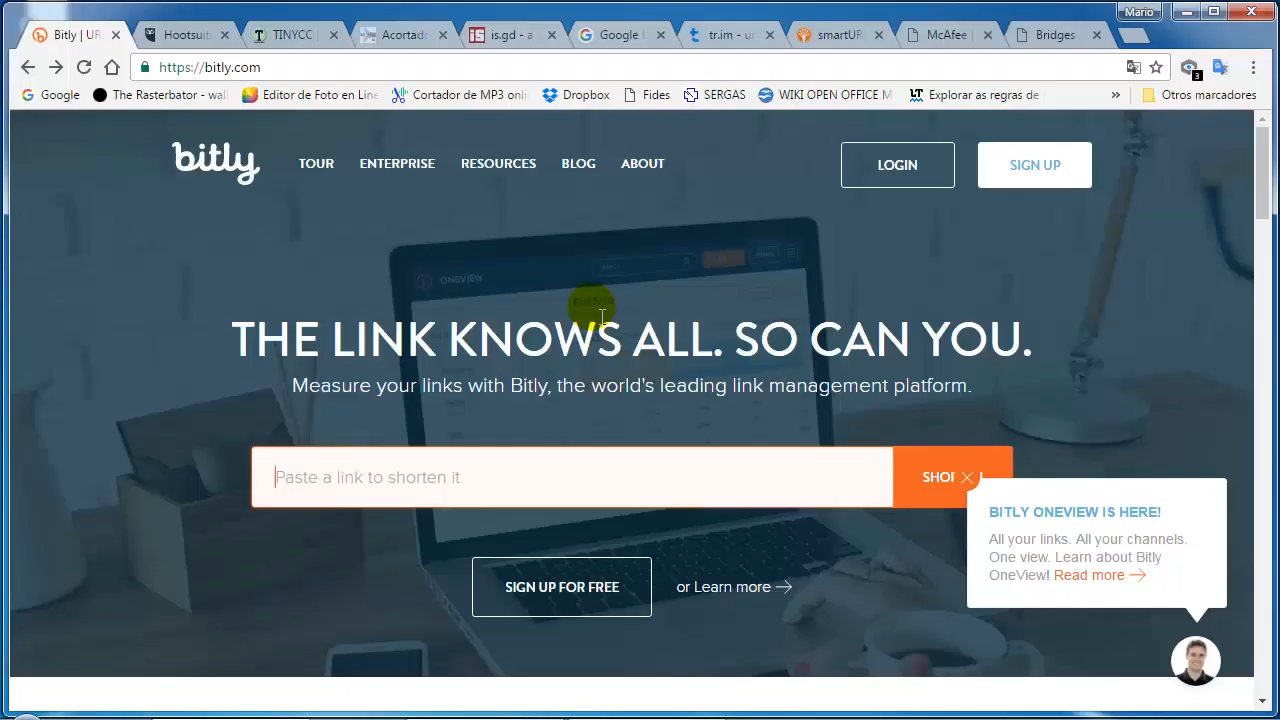 Mario
Bitly | UR
Hootsuit
TINYCC |
Acortado
is.gd - a
Google U
tr.im - ur
smartUR
McAfee |
Bridges
https://bitly.com
3
Google
The Rasterbator - wal
Editor de Foto en Líne
Cortador de MP3 onli
Dropbox
Fides
SERGAS
WIKI OPEN OFFICE M
Explorar as regras de
»
Otros marcadores
bitly
TOUR
ENTERPRISE
RESOURCES
BLOG
ABOUT
LOGIN
SIGN UP
ONEVIEW
THE LINK KNOWS ALL. SO CAN YOU.
Measure your links with Bitly, the world's leading link management platform.
Paste a link to shorten it
BITLY ONEVIEW IS HERE!
All your links. All your channels.
One view. Learn about Bitly
OneView! Read more →
SIGN UP FOR FREE
or Learn more →